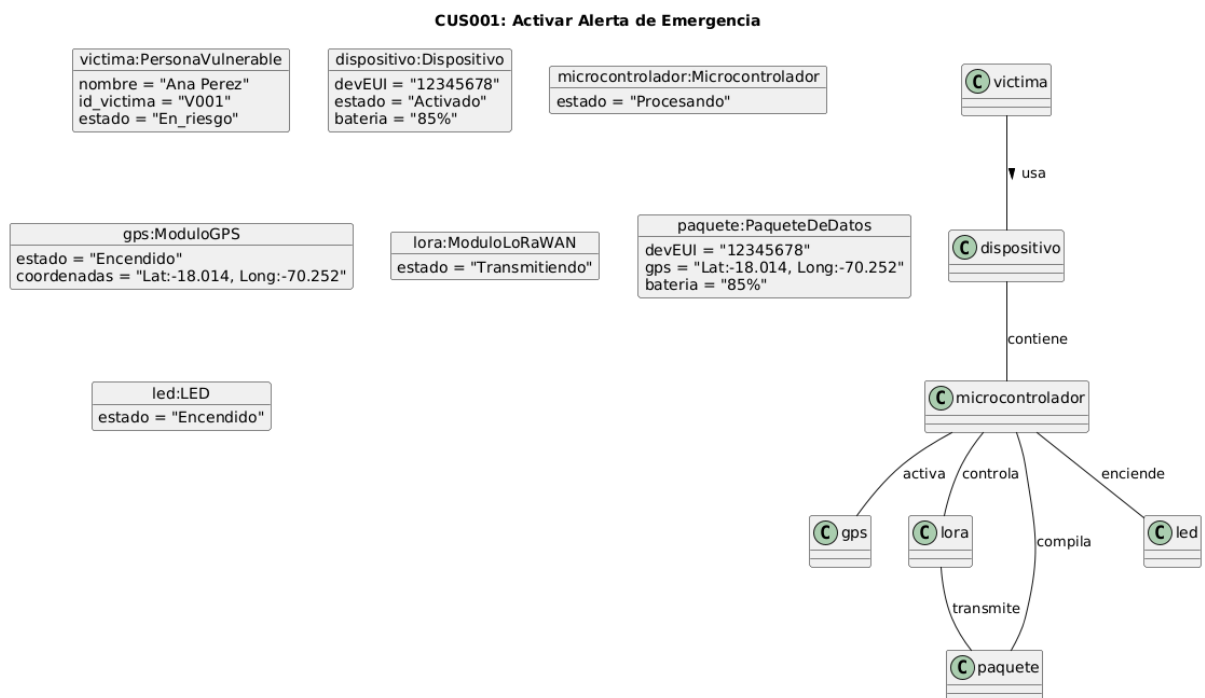 CUS001: Activar Alerta de Emergencia
victima:PersonaVulnerable
nombre = "Ana Perez"
id_victima = "V001"
estado = "En_riesgo"
dispositivo:Dispositivo
devEUI = "12345678"
estado = "Activado"
bateria = "85%"
microcontrolador:Microcontrolador
estado = "Procesando"
C victima
usa
gps:ModuloGPS
estado = "Encendido"
coordenadas = "Lat:-18.014, Long:-70.252"
lora:ModuloLoRaWAN
estado = "Transmitiendo"
paquete:PaqueteDeDatos
devEUI = "12345678"
gps = "Lat:-18.014, Long:-70.252"
bateria = "85%"
C dispositivo
contiene
led:LED
estado = "Encendido"
C microcontrolador
activa
controla
enciende
C gps
C lora
compila
C led
transmite
C paquete